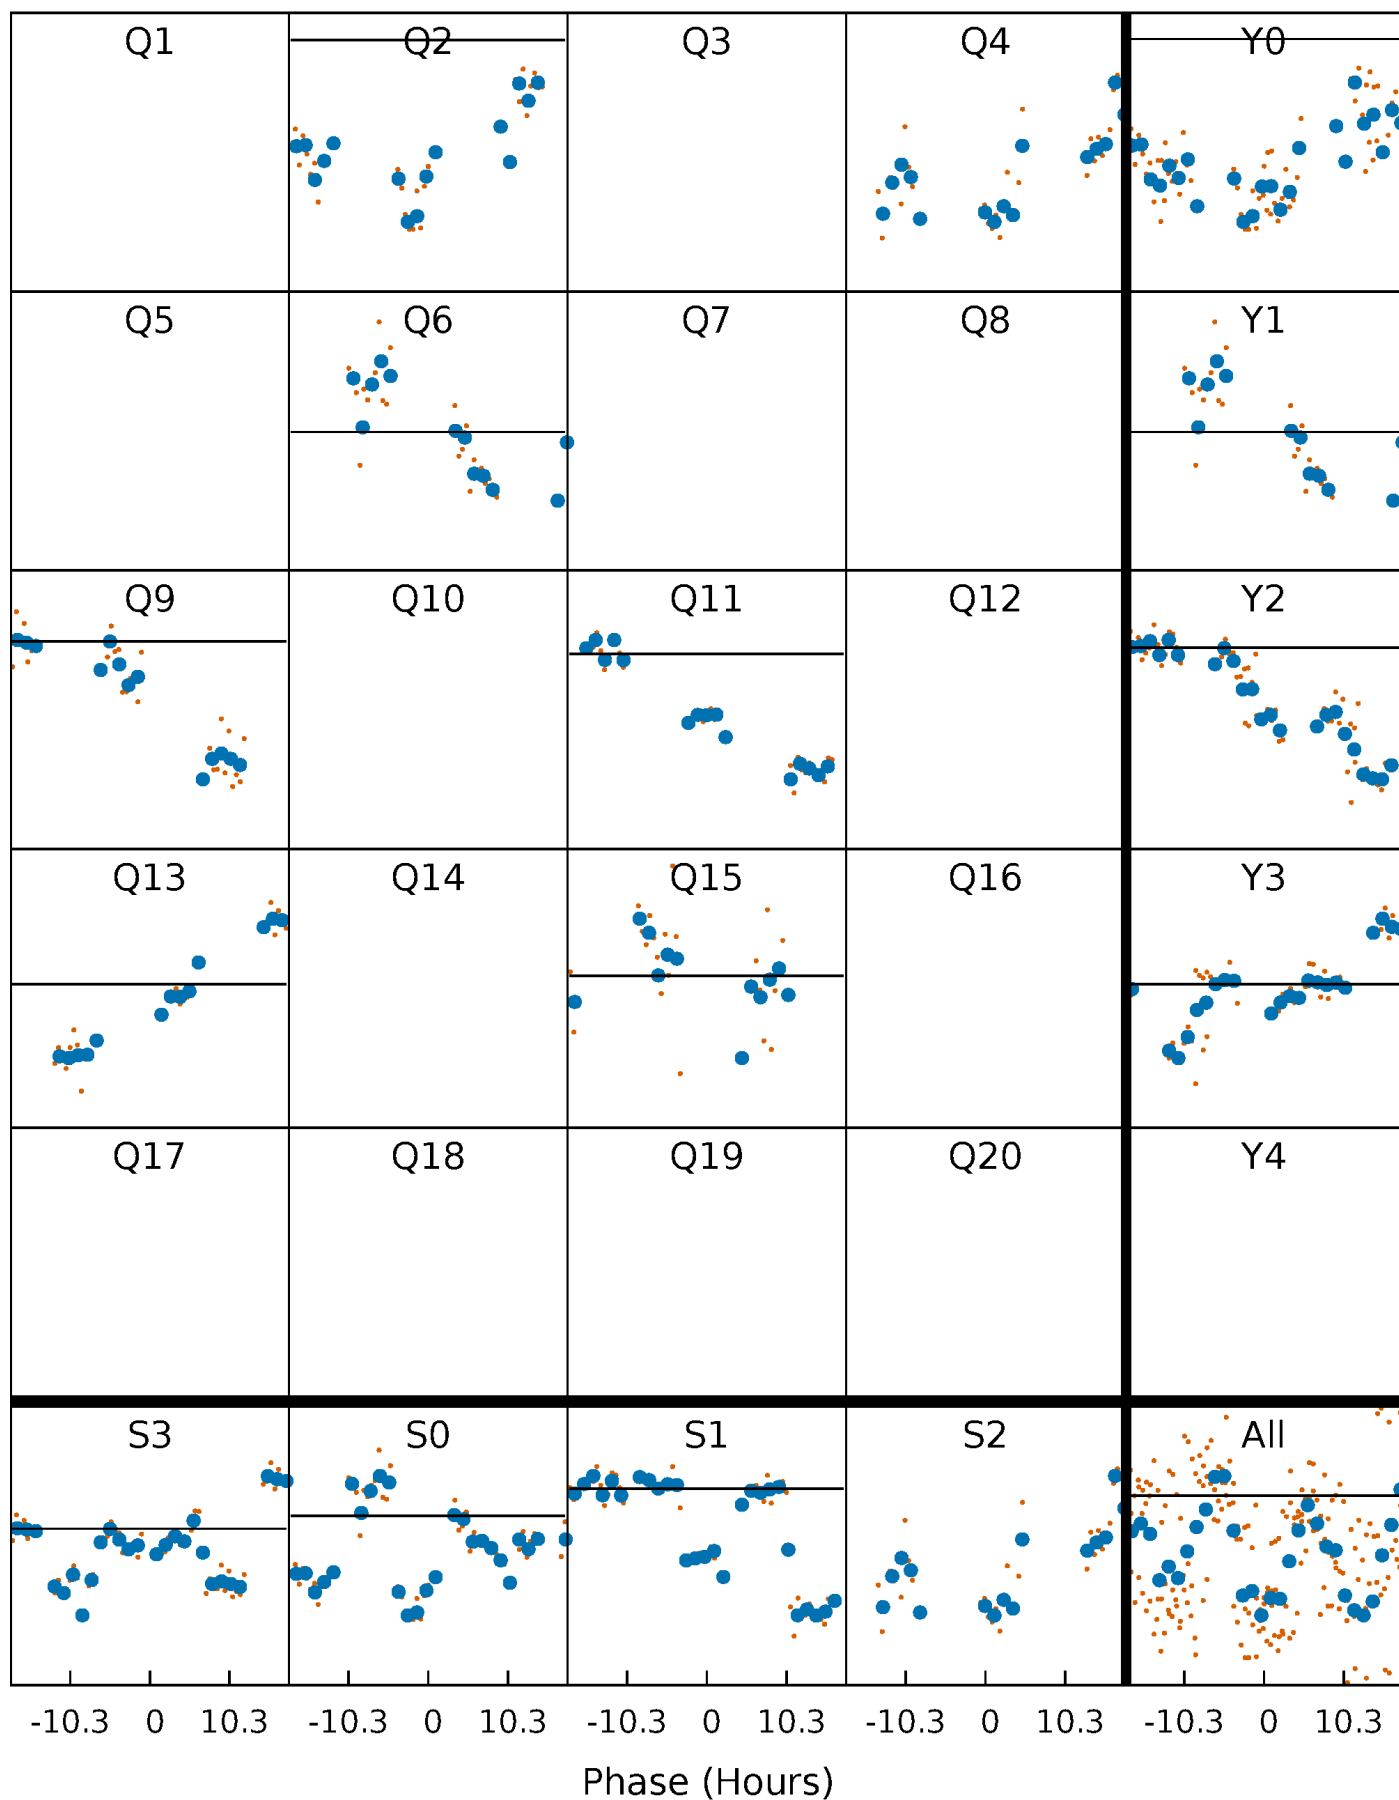 Q1 Q2 Q3 Q4 Y0
Q5 Q6 Q7 Q8 Y1
Q9 Q10 Q11 Q12 Y2
Q13 Q14 Q15 Q16 Y3
Q17 Q18 Q19 Q20 Y4
S3 S0 S1 S2 All
-10.3 0 10.3 -10.3 0 10.3 -10.3 0 10.3 -10.3 0 10.3 -10.3 0 10.3
Phase (Hours)